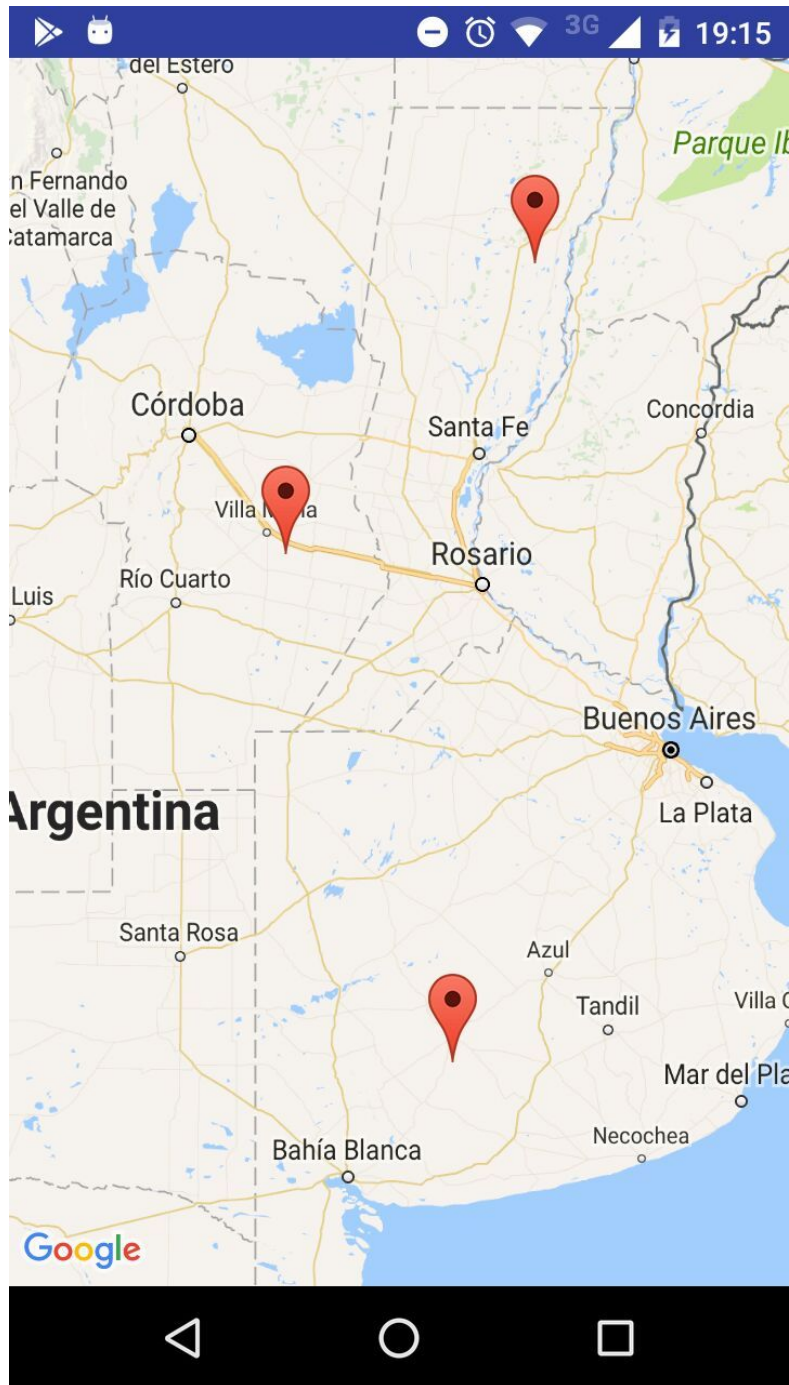 3G 19:15
del Estero
Parque Ib
n Fernando
el Valle de
Catamarca
Córdoba
Concordia
Santa Fe
Villa M ia
Rosario
Río Cuarto
Luis
Buenos Aires
La Plata
Argentina
Santa Rosa
Azul
Tandil
Villa G
Mar del Pla
Necochea
Bahía Blanca
Google